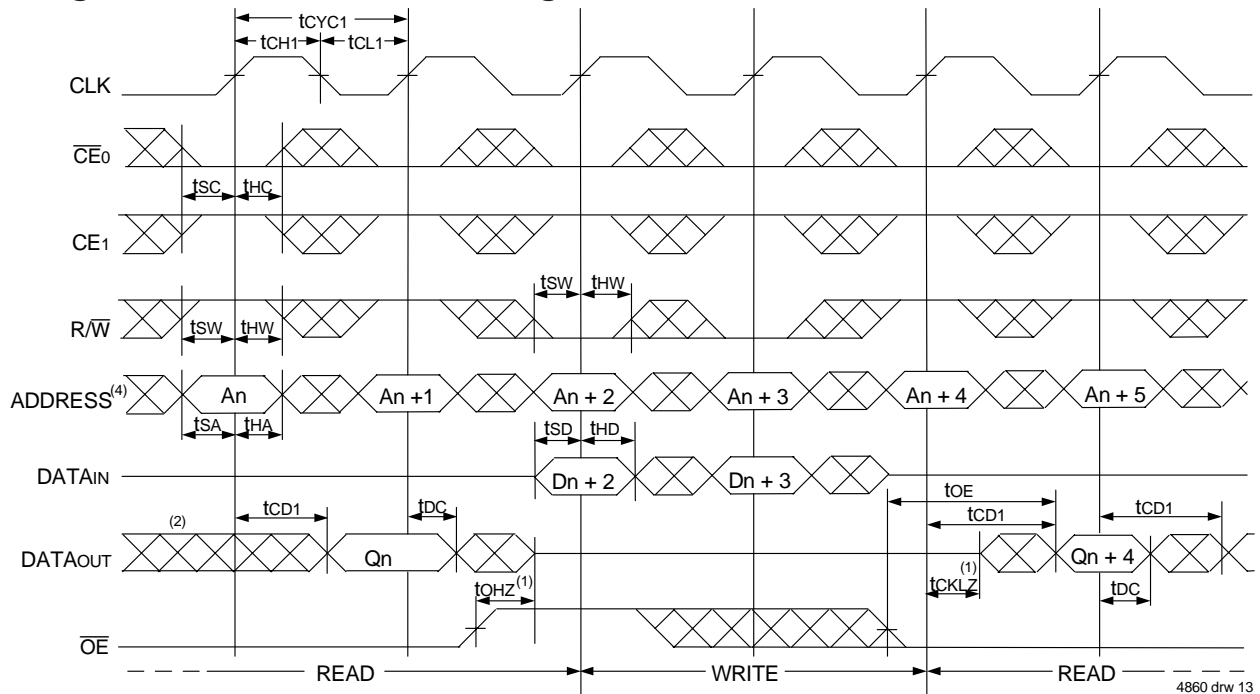 tCYC1
tCH1 tCL1
CLK
CE0
tSC tHC
CE1
tSW tHW
R/W
tSW tHW
ADDRESS(4) An An +1 An + 2 An + 3 An + 4 An + 5
tSA tHA tSD tHD
DATAIN Dn + 2 Dn + 3
tOE
tCD1 tDC tCD1 tCD1
(2)
DATAOUT Qn Qn + 4
tOHZ(1) tCKLZ(1) tDC
OE
READ WRITE READ
4860 drw 13